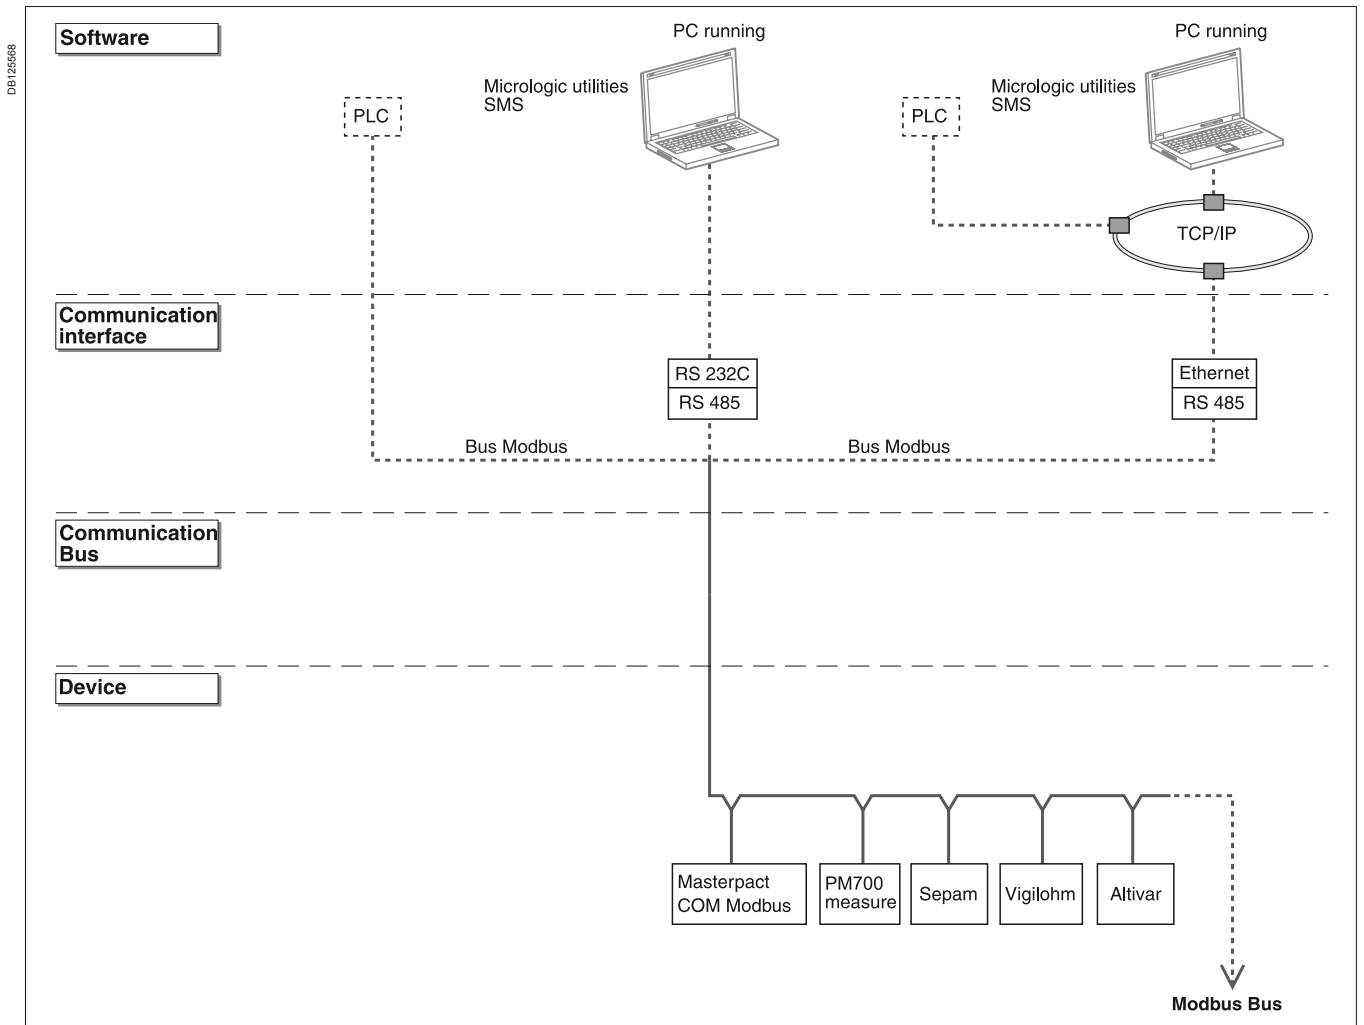 DB125568
Software
PC running
PC running
Micrologic utilities
SMS
Micrologic utilities
SMS
PLC
PLC
TCP/IP
Communication
interface
RS 232C
RS 485
Ethernet
RS 485
Bus Modbus
Bus Modbus
Communication
Bus
Device
Masterpact
COM Modbus
PM700
measure
Sepam
Vigilohm
Altivar
Modbus Bus